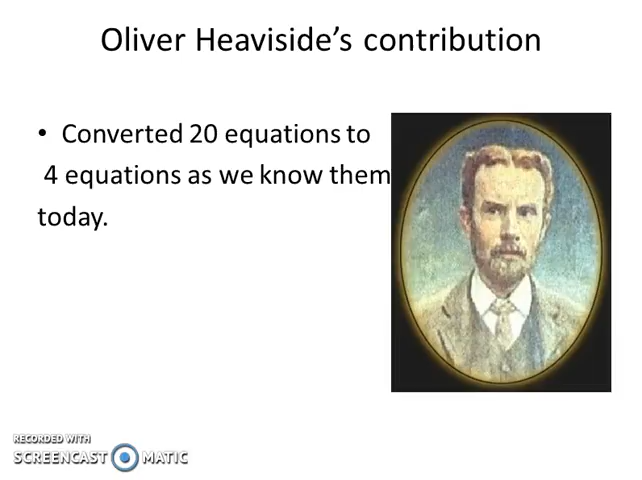 Oliver Heaviside’s contribution
• Converted 20 equations to
4 equations as we know them
today.
RECORDED WITH
SCREENCAST MATIC